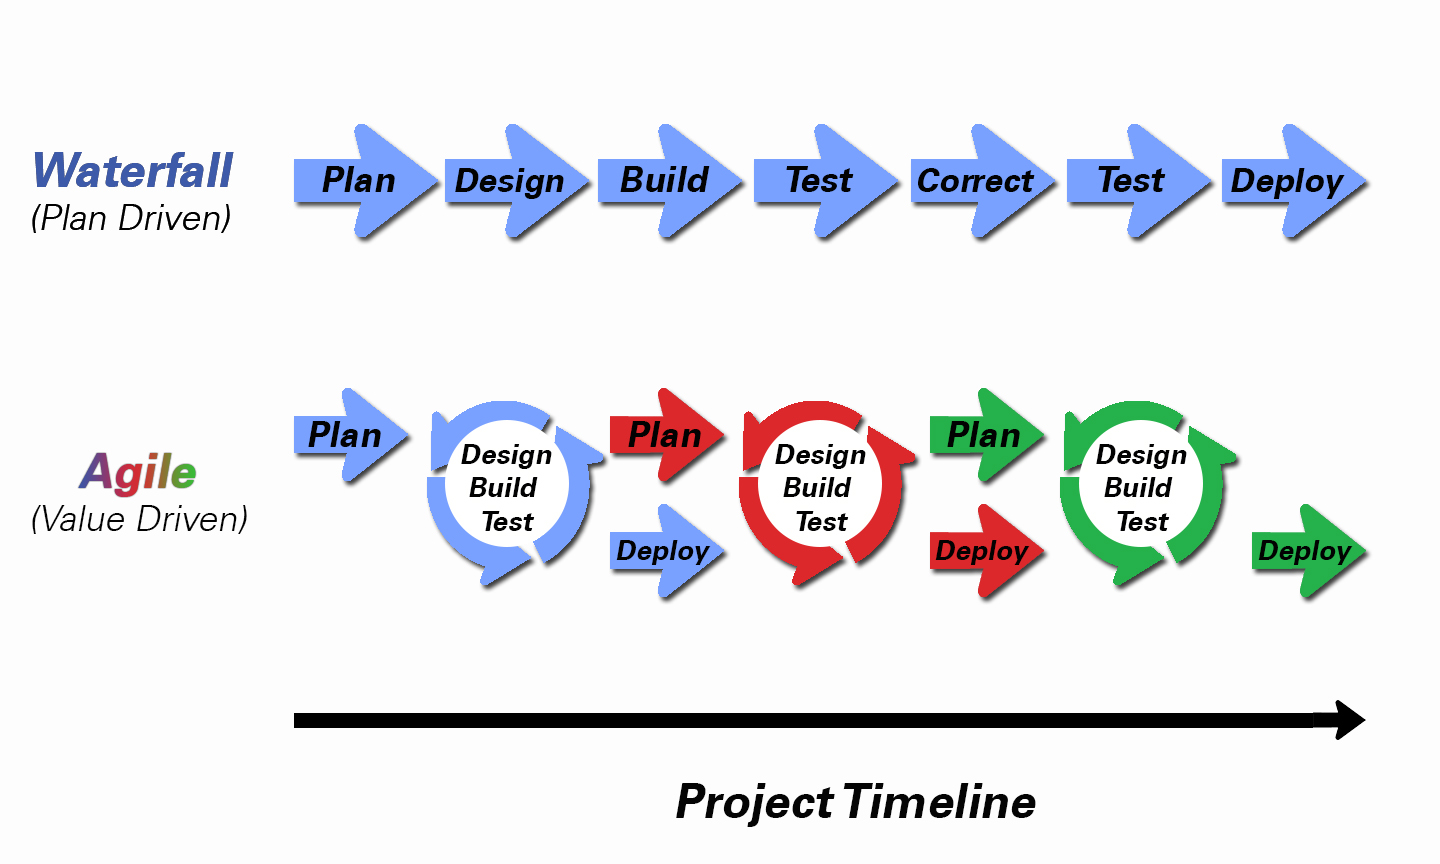 Waterfall
(Plan Driven)
Plan
Design
Build
Test
Correct
Test
Deploy
Agile
(Value Driven)
Plan
Design
Build
Test
Plan
Deploy
Design
Build
Test
Plan
Deploy
Design
Build
Test
Deploy
Project Timeline